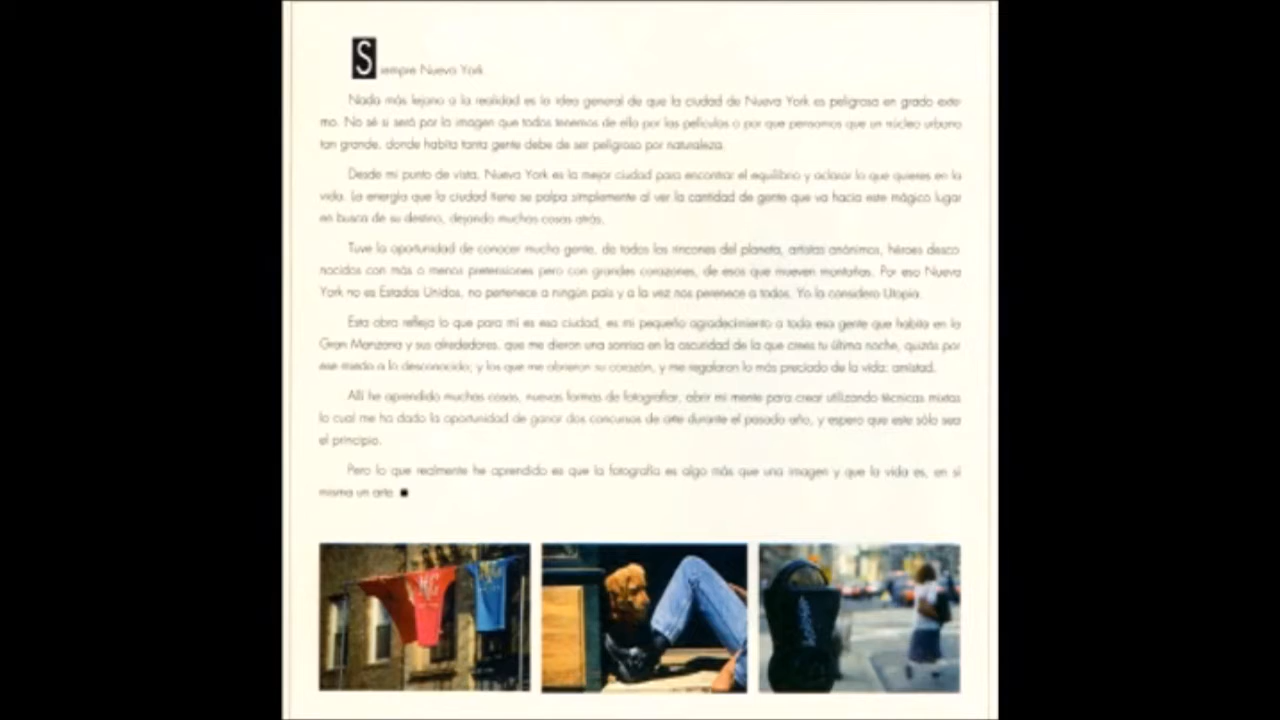 Siempre Nueva York
Nada más lejano a la realidad es la idea general de que la ciudad de Nueva York es peligrosa en grado extre-
mo. No sé si será por la imagen que todos tenemos de ella por las películas o por que pensamos que un núcleo urbano
tan grande, donde habita tanta gente debe de ser peligroso por naturaleza.
Desde mi punto de vista, Nueva York es la mejor ciudad para encontrar el equilibrio y aclarar lo que quieres en la
vida. La energía que la ciudad tiene se palpa simplemente al ver la cantidad de gente que va hacia este mágico lugar
en busca de su destino, dejando muchas cosas atrás.
Tuve la oportunidad de conocer mucha gente, de todos los rincones del planeta, artistas anónimos, héroes desco-
nocidos con más o menos pretensiones pero con grandes corazones, de esos que mueven montañas. Por eso Nueva
York no es Estados Unidos, no pertenece a ningún país y a la vez nos perenece a todos. Yo la considero Utopía.
Esta obra refleja lo que para mí es esa ciudad, es mi pequeño agradecimiento a toda esa gente que habita en la
Gran Manzana y sus alrededores, que me dieron una sonrisa en la oscuridad de la que crees tu última noche, quizás por
ese miedo a lo desconocido; y los que me abrieron su corazón, y me regalaron lo más preciado de la vida: amistad.
Allí he aprendido muchas cosas, nuevas formas de fotografiar, abrir mi mente para crear utilizando técnicas mixtas
lo cual me ha dado la oportunidad de ganar dos concursos de arte durante el pasado año, y espero que este sólo sea
el principio.
Pero lo que realmente he aprendido es que la fotografía es algo más que una imagen y que la vida es, en sí
misma un arte.